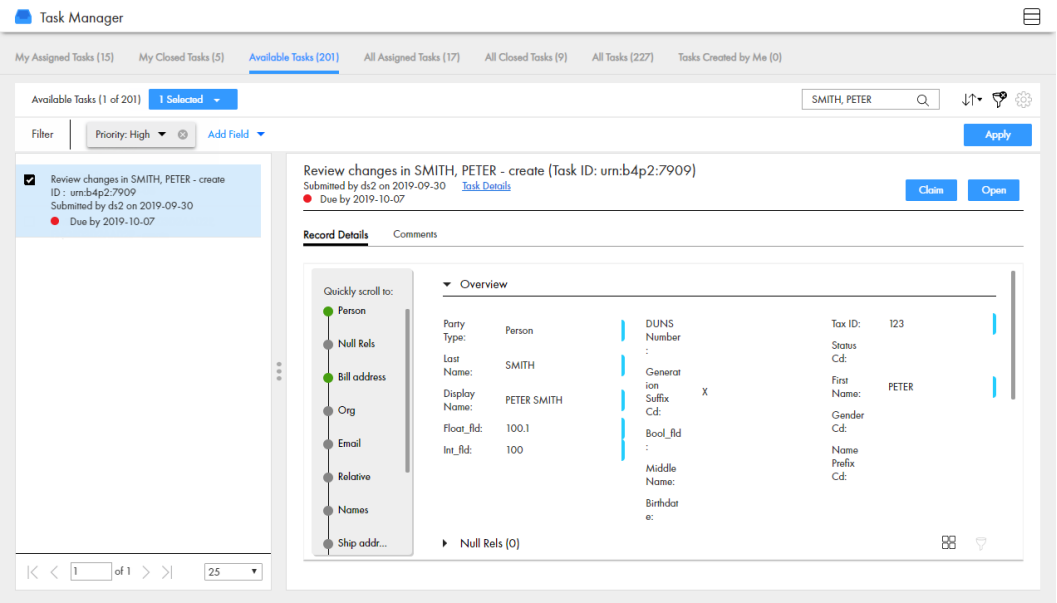 Task Manager
My Assigned Tasks (15) My Closed Tasks (5) Available Tasks (201) All Assigned Tasks (17) All Closed Tasks (9) All Tasks (227) Tasks Created by Me (0)
Available Tasks (1 of 201) 1 Selected SMITH, PETER
Filter Priority: High Add Field Apply
Review changes in SMITH, PETER - create
ID : urn:b4p2:7909
Submitted by ds2 on 2019-09-30
Due by 2019-10-07
1 of 1 25
Review changes in SMITH, PETER - create (Task ID: urn:b4p2:7909)
Submitted by ds2 on 2019-09-30 Task Details
Due by 2019-10-07
Claim Open
Record Details Comments
Quickly scroll to:
Person
Null Rels
Bill address
Org
Email
Relative
Names
Ship addr...
Overview
Party
Type: Person
Last
Name: SMITH
Display
Name: PETER SMITH
Float_fld: 100.1
Int_fld: 100
DUNS
Number
:
Generat
ion
Suffix
Cd: X
Bool_fld
:
Middle
Name:
Birthdat
e:
Tax ID: 123
Status
Cd:
First
Name: PETER
Gender
Cd:
Name
Prefix
Cd:
Null Rels (0)